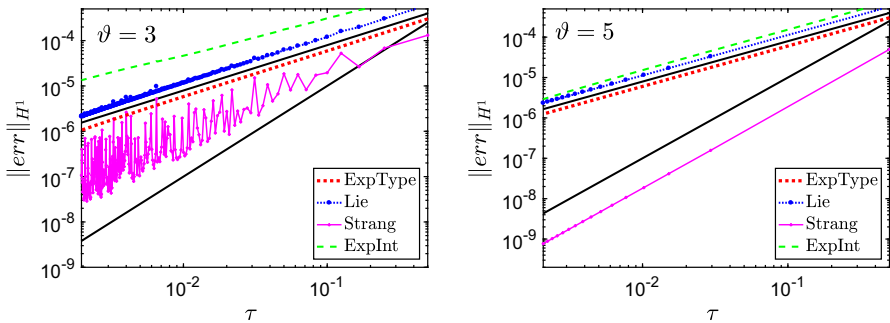 ϑ = 3
10⁻⁴
10⁻⁵
10⁻⁶
10⁻⁷
10⁻⁸
10⁻⁹
‖err‖_{H¹}
ExpType
Lie
Strang
ExpInt
10⁻²
10⁻¹
τ
ϑ = 5
10⁻⁴
10⁻⁵
10⁻⁶
10⁻⁷
10⁻⁸
10⁻⁹
‖err‖_{H¹}
ExpType
Lie
Strang
ExpInt
10⁻²
10⁻¹
τ